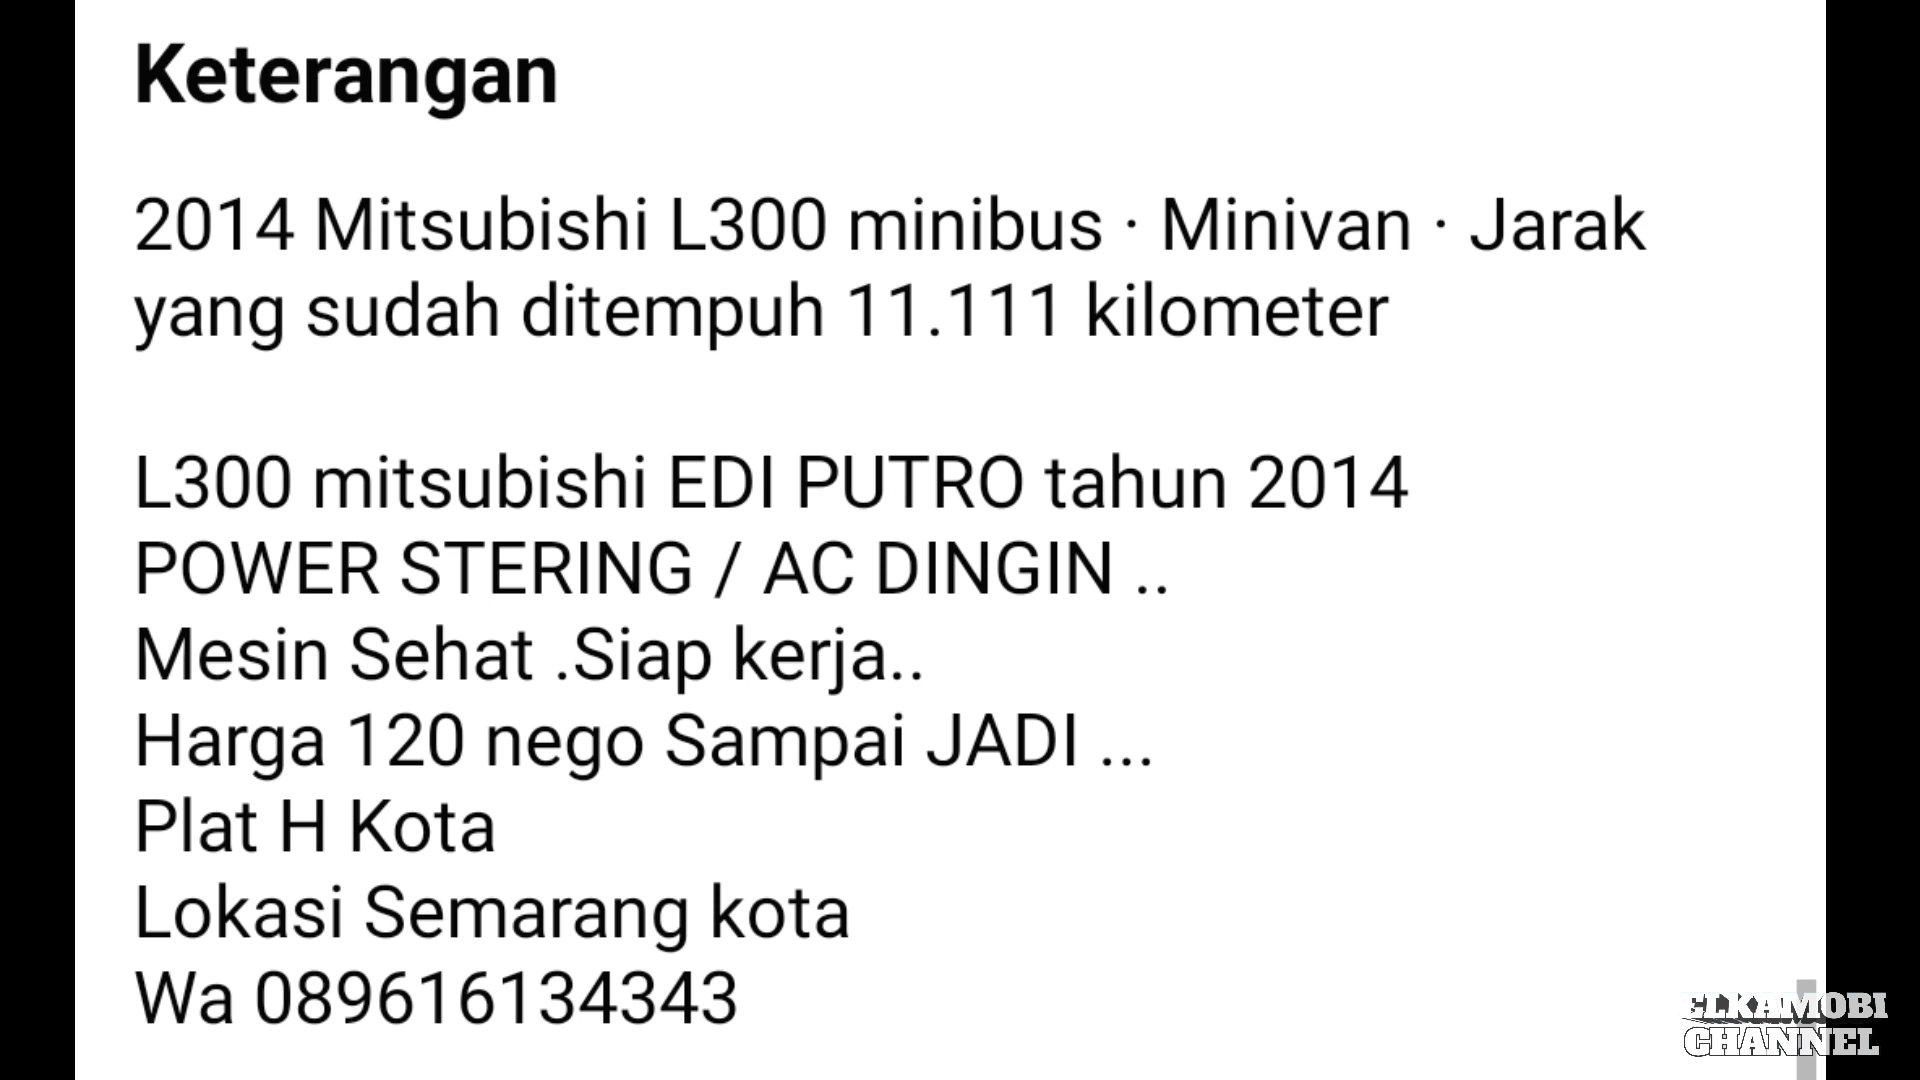 Keterangan
2014 Mitsubishi L300 minibus · Minivan · Jarak
yang sudah ditempuh 11.111 kilometer
L300 mitsubishi EDI PUTRO tahun 2014
POWER STERING / AC DINGIN ..
Mesin Sehat .Siap kerja..
Harga 120 nego Sampai JADI ...
Plat H Kota
Lokasi Semarang kota
Wa 089616134343
ELKAMOBI
CHANNEL